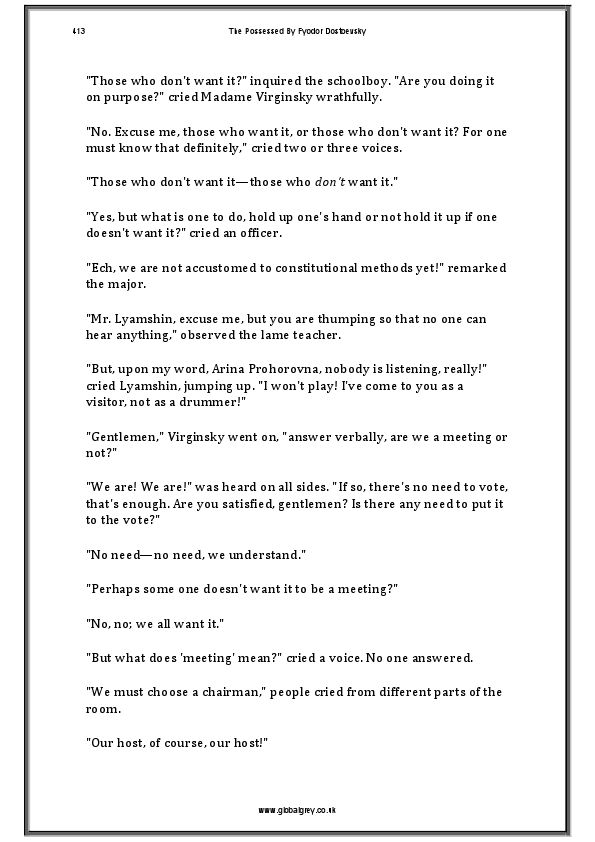 413 The Possessed By Fyodor Dostoevsky
"Those who don't want it?" inquired the schoolboy. "Are you doing it
on purpose?" cried Madame Virginsky wrathfully.
"No. Excuse me, those who want it, or those who don't want it? For one
must know that definitely," cried two or three voices.
"Those who don't want it—those who don't want it."
"Yes, but what is one to do, hold up one's hand or not hold it up if one
doesn't want it?" cried an officer.
"Ech, we are not accustomed to constitutional methods yet!" remarked
the major.
"Mr. Lyamshin, excuse me, but you are thumping so that no one can
hear anything," observed the lame teacher.
"But, upon my word, Arina Prohorovna, nobody is listening, really!"
cried Lyamshin, jumping up. "I won't play! I've come to you as a
visitor, not as a drummer!"
"Gentlemen," Virginsky went on, "answer verbally, are we a meeting or
not?"
"We are! We are!" was heard on all sides. "If so, there's no need to vote,
that's enough. Are you satisfied, gentlemen? Is there any need to put it
to the vote?"
"No need—no need, we understand."
"Perhaps some one doesn't want it to be a meeting?"
"No, no; we all want it."
"But what does 'meeting' mean?" cried a voice. No one answered.
"We must choose a chairman," people cried from different parts of the
room.
"Our host, of course, our host!"
www.globalgrey.co.uk